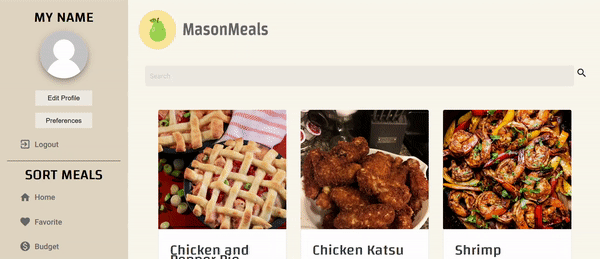 MY NAME
Edit Profile
Preferences
Logout
SORT MEALS
Home
Favorite
Budget
MasonMeals
Search
Chicken and
Pepper Pie
Chicken Katsu
Shrimp